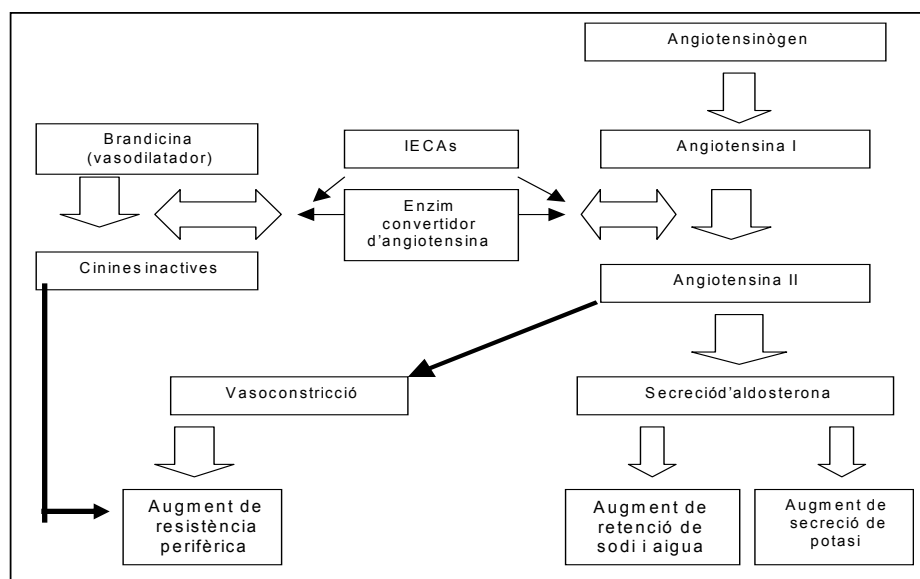 Angiotensinògen
Brandicina
(vasodilatador)
IECAs
Angiotensina I
Enzim
convertidor
d'angiotensina
Cinines inactives
Angiotensina II
Vasoconstricció
Secreció d'aldosterona
Augment de
resistència
perifèrica
Augment de
retenció de
sodi i aigua
Augment de
secreció de
potasi